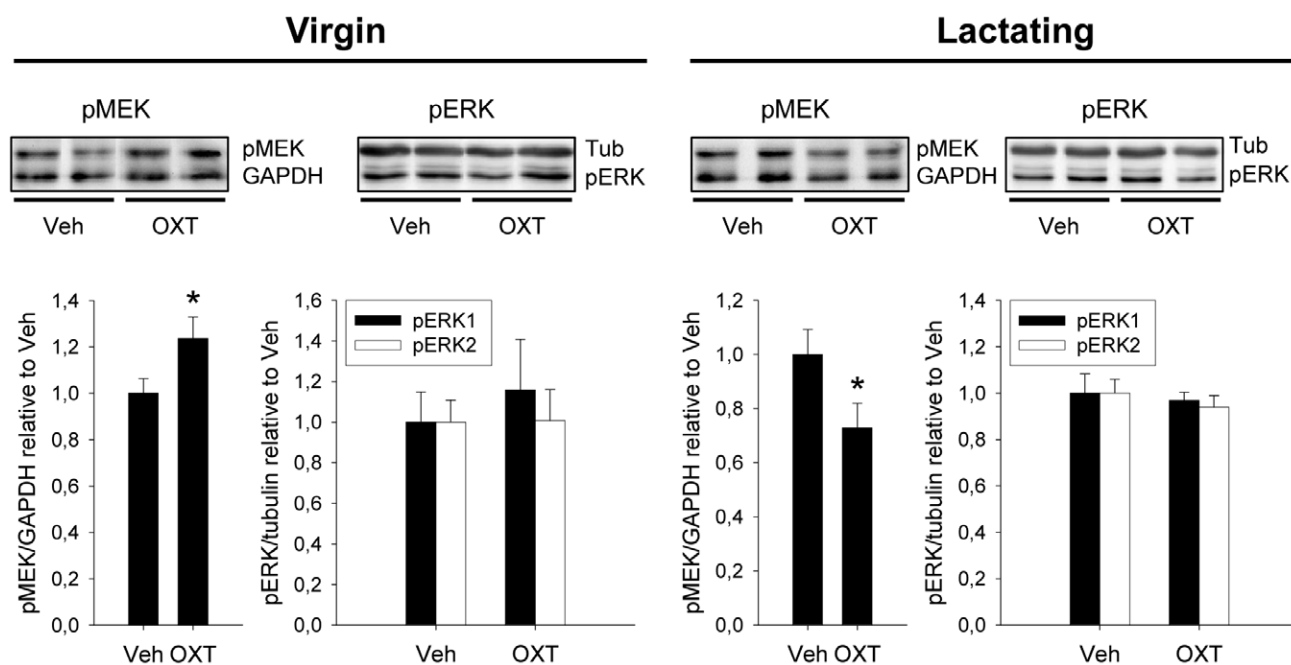 Virgin
Lactating
pMEK
pERK
pMEK
pERK
pMEK
GAPDH
Tub
pERK
pMEK
GAPDH
Tub
pERK
Veh OXT
Veh OXT
Veh OXT
Veh OXT
pMEK/GAPDH relative to Veh
1,4
1,2
1,0
0,8
0,6
0,4
0,2
0,0
*
Veh OXT
pERK/tubulin relative to Veh
1,6
1,4
1,2
1,0
0,8
0,6
0,4
0,2
0,0
pERK1
pERK2
Veh OXT
pMEK/GAPDH relative to Veh
1,2
1,0
0,8
0,6
0,4
0,2
0,0
*
Veh OXT
pERK/tubulin relative to Veh
1,6
1,4
1,2
1,0
0,8
0,6
0,4
0,2
0,0
pERK1
pERK2
Veh OXT